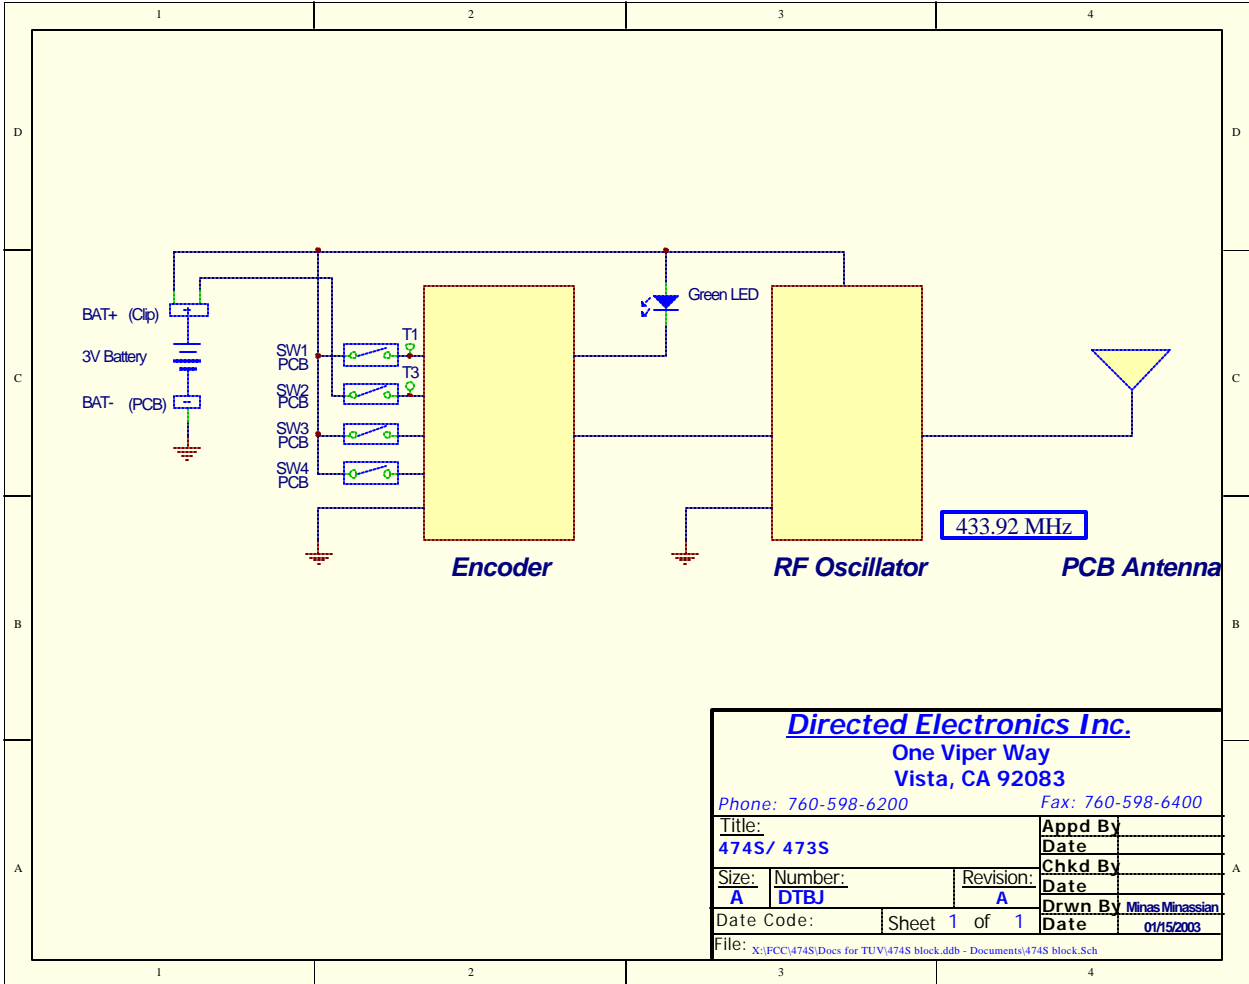 1 2 3 4
D D
Green LED
BAT+ (Clip)
T1
SW1
PCB
3V Battery
T3
C C
SW2
PCB
BAT- (PCB)
SW3
PCB
SW4
PCB
433.92 MHz
Encoder RF Oscillator PCB Antenna
B B
Directed Electronics Inc.
One Viper Way
Vista, CA 92083
Phone: 760-598-6200 Fax: 760-598-6400
Title: Appd By
474S/ 473S Date
A A
Chkd By
Size: Number: Revision: Date
A DTBJ A Drwn By Minas Minassian
Date Code: Sheet 1 of 1 Date 01/15/2003
File: X:\FCC\474S\Docs for TUV\474S block.ddb - Documents\474S block.Sch
1 2 3 4